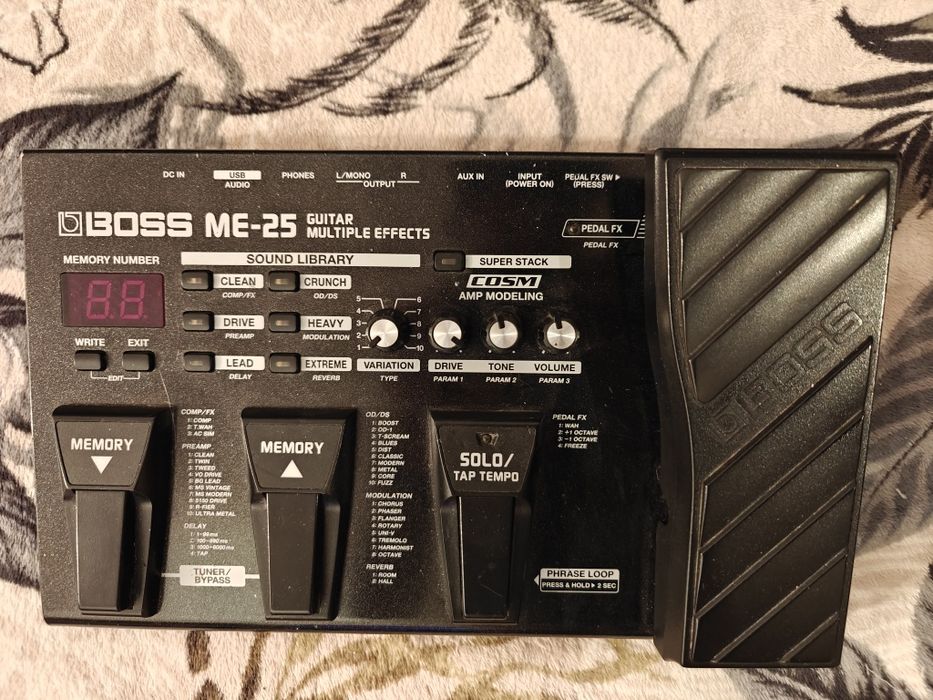 DC IN
USB
AUDIO
PHONES
L/MONO R
OUTPUT
AUX IN
INPUT
(POWER ON)
PEDAL FX SW
(PRESS)
BOSS ME-25 GUITAR
MULTIPLE EFFECTS
PEDAL FX
PEDAL FX
MEMORY NUMBER
SOUND LIBRARY
SUPER STACK
CLEAN
COMP/FX
CRUNCH
OD/DS
COSM
AMP MODELING
DRIVE
PREAMP
HEAVY
MODULATION
5 6
4 7
3 8
2 9
1 10
WRITE EXIT
EDIT
LEAD
DELAY
EXTREME
REVERB
VARIATION
TYPE
DRIVE
PARAM 1
TONE
PARAM 2
VOLUME
PARAM 3
MEMORY
COMP/FX
1: COMP
2: T.WAH
3: AC SIM
PREAMP
1: CLEAN
2: TWIN
3: TWEED
4: VO DRIVE
5: BG LEAD
6: MS VINTAGE
7: MS MODERN
8: 5150 DRIVE
9: R-FIER
10: ULTRA METAL
DELAY
1: 1-99 ms
2: 100-990 ms
3: 1000-6000 ms
4: TAP
TUNER/
BYPASS
MEMORY
OD/DS
1: BOOST
2: OD-1
3: T-SCREAM
4: BLUES
5: DIST
6: CLASSIC
7: MODERN
8: METAL
9: CORE
10: FUZZ
MODULATION
1: CHORUS
2: PHASER
3: FLANGER
4: ROTARY
5: UNI-V
6: TREMOLO
7: HARMONIST
8: OCTAVE
REVERB
1: ROOM
2: HALL
SOLO/
TAP TEMPO
PEDAL FX
1: WAH
2: +1 OCTAVE
3: -1 OCTAVE
4: FREEZE
PHRASE LOOP
PRESS & HOLD 2 SEC
BOSS